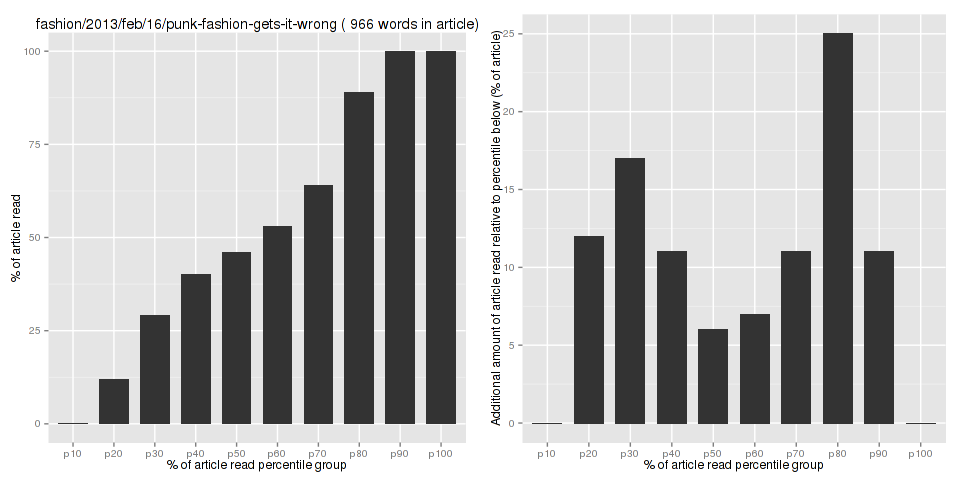 fashion/2013/feb/16/punk-fashion-gets-it-wrong ( 966 words in article)
% of article read
100
75
50
25
0
p10 p20 p30 p40 p50 p60 p70 p80 p90 p100
% of article read percentile group
Additional amount of article read relative to percentile below (% of article)
25
20
15
10
5
0
p10 p20 p30 p40 p50 p60 p70 p80 p90 p100
% of article read percentile group